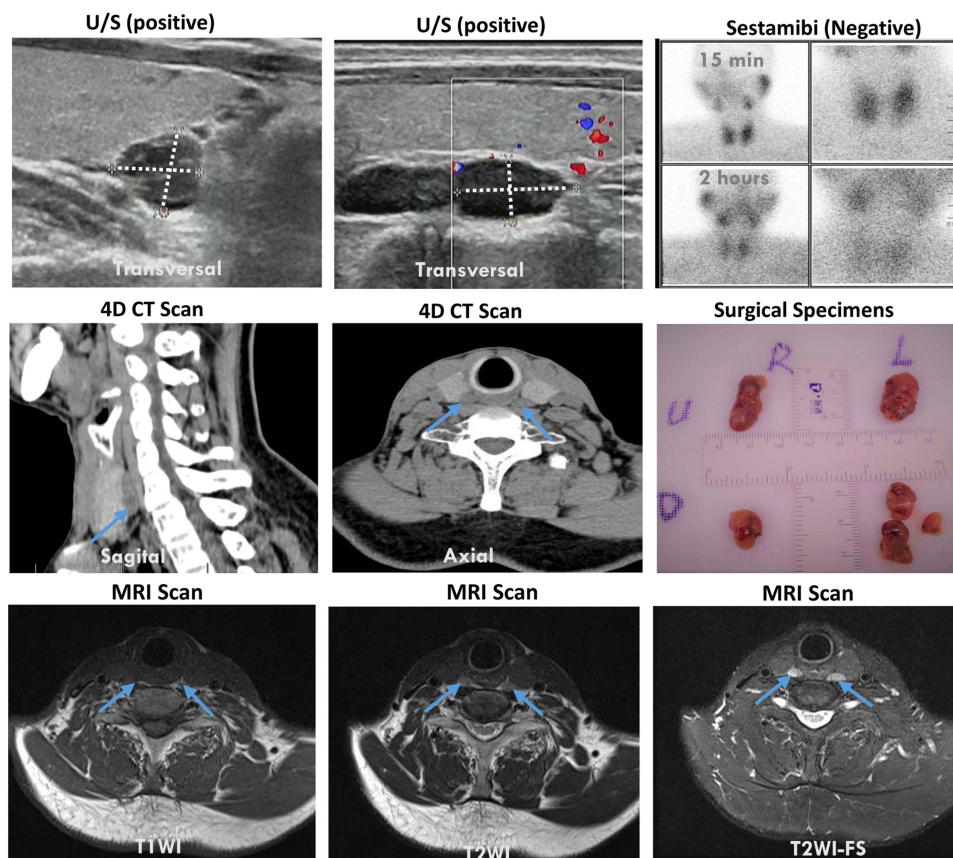 U/S (positive)
U/S (positive)
Sestamibi (Negative)
Transversal
Transversal
15 min
2 hours
4D CT Scan
4D CT Scan
Surgical Specimens
Sagital
Axial
R
L
U
D
MRI Scan
MRI Scan
MRI Scan
T1WI
T2WI
T2WI-FS